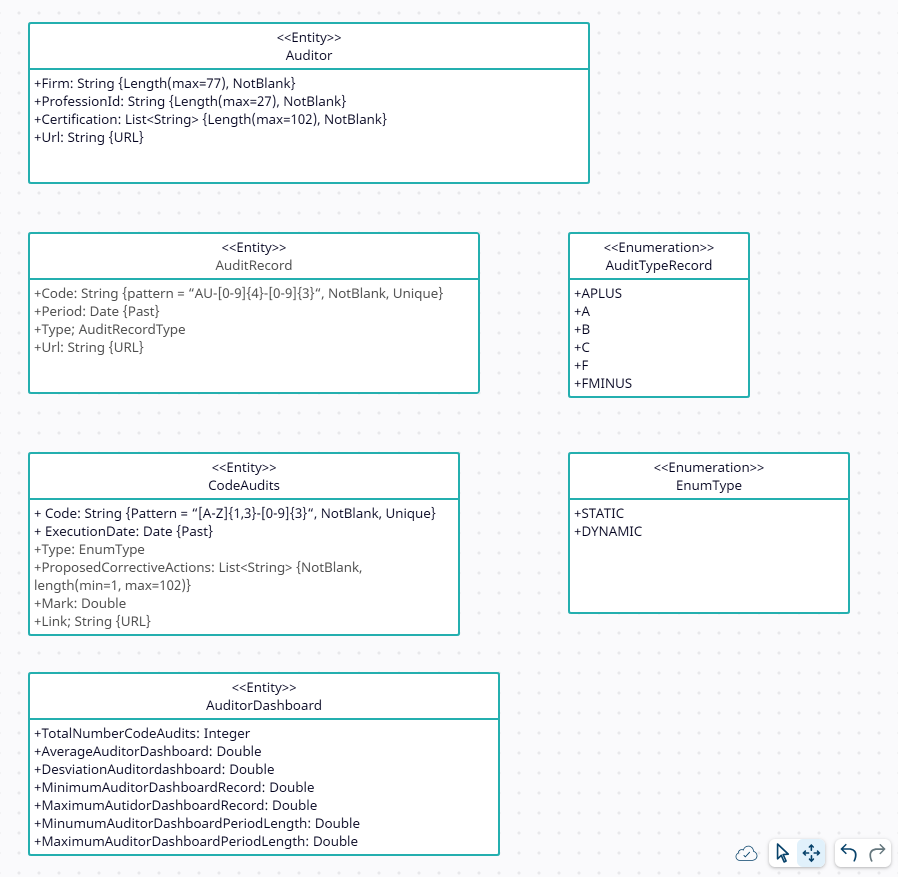 <<Entity>>
Auditor
+Firm: String {Length(max=77), NotBlank}
+ProfessionId: String {Length(max=27), NotBlank}
+Certification: List<String> {Length(max=102), NotBlank}
+Url: String {URL}
<<Entity>>
AuditRecord
+Code: String {pattern = “AU-[0-9]{4}-[0-9]{3}”, NotBlank, Unique}
+Period: Date {Past}
+Type; AuditRecordType
+Url: String {URL}
<<Enumeration>>
AuditTypeRecord
+APLUS
+A
+B
+C
+F
+FMINUS
<<Entity>>
CodeAudits
+ Code: String {Pattern = “[A-Z]{1,3}-[0-9]{3}”, NotBlank, Unique}
+ ExecutionDate: Date {Past}
+Type: EnumType
+ProposedCorrectiveActions: List<String> {NotBlank,
length(min=1, max=102)}
+Mark: Double
+Link; String {URL}
<<Enumeration>>
EnumType
+STATIC
+DYNAMIC
<<Entity>>
AuditorDashboard
+TotalNumberCodeAudits: Integer
+AverageAuditorDashboard: Double
+DesviationAuditordashboard: Double
+MinimumAuditorDashboardRecord: Double
+MaximumAutidorDashboardRecord: Double
+MinumumAuditorDashboardPeriodLength: Double
+MaximumAuditorDashboardPeriodLength: Double